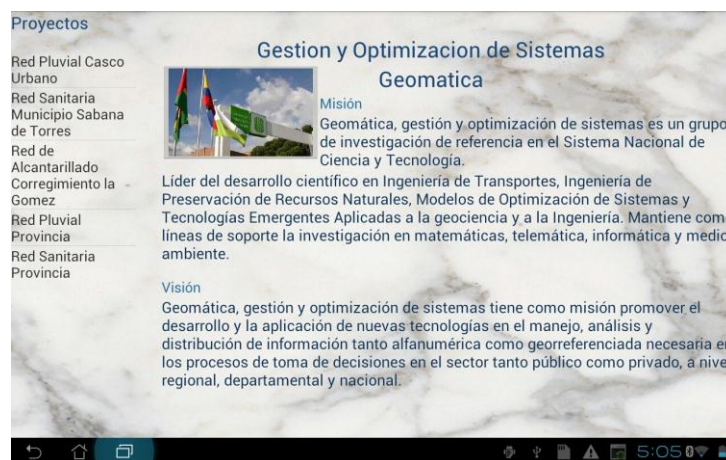 Proyectos
Red Pluvial Casco
Urbano
Red Sanitaria
Municipio Sabana
de Torres
Red de
Alcantarillado
Corregimiento la
Gomez
Red Pluvial
Provincia
Red Sanitaria
Provincia
Gestion y Optimizacion de Sistemas
Geomatica
Misión
Geomática, gestión y optimización de sistemas es un grupo
de investigación de referencia en el Sistema Nacional de
Ciencia y Tecnología.
Líder del desarrollo científico en Ingeniería de Transportes, Ingeniería de
Preservación de Recursos Naturales, Modelos de Optimización de Sistemas y
Tecnologías Emergentes Aplicadas a la geociencia y a la Ingeniería. Mantiene com
líneas de soporte la investigación en matemáticas, telemática, informática y medio
ambiente.
Visión
Geomática, gestión y optimización de sistemas tiene como misión promover el
desarrollo y la aplicación de nuevas tecnologías en el manejo, análisis y
distribución de información tanto alfanumérica como georreferenciada necesaria en
los procesos de toma de decisiones en el sector tanto público como privado, a nive
regional, departamental y nacional.
5:05